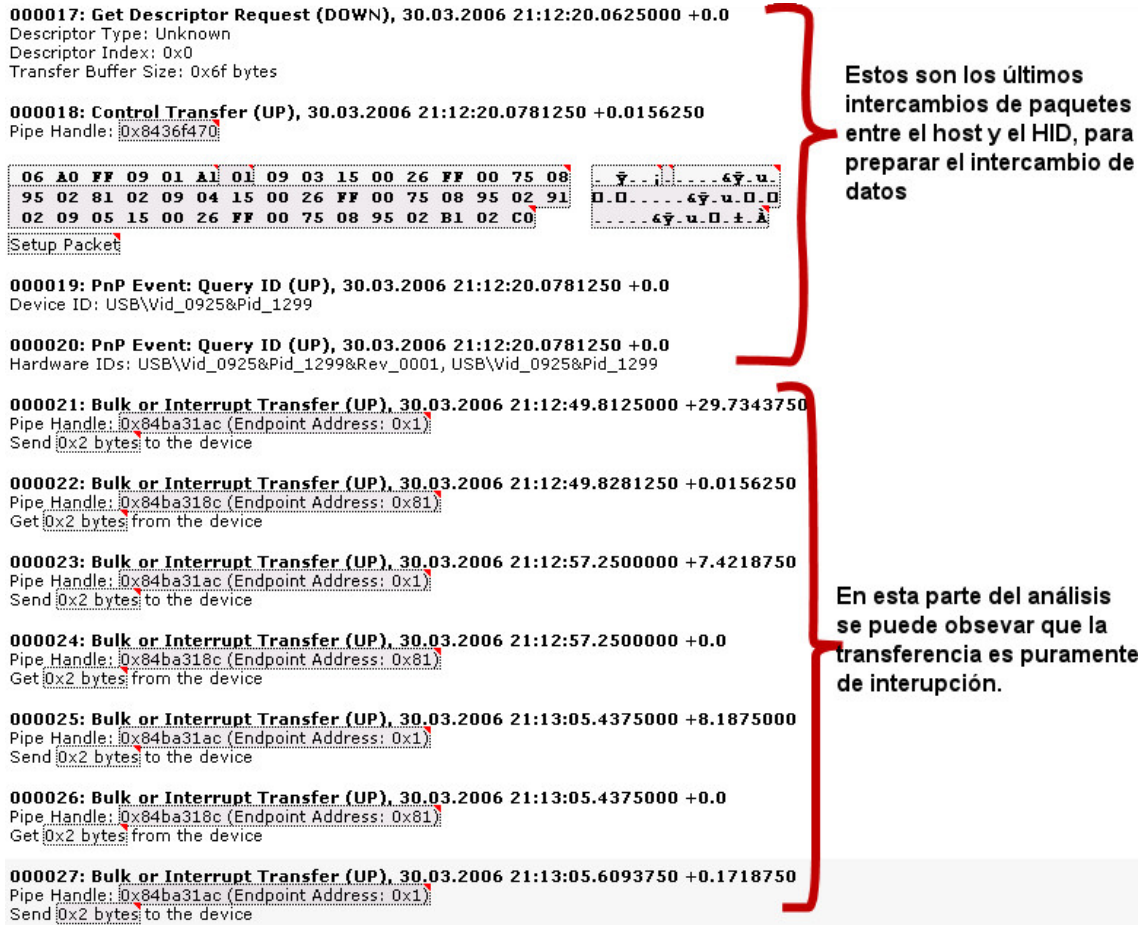 000017: Get Descriptor Request (DOWN), 30.03.2006 21:12:20.0625000 +0.0
Descriptor Type: Unknown
Descriptor Index: 0x0
Transfer Buffer Size: 0x6f bytes
000018: Control Transfer (UP), 30.03.2006 21:12:20.0781250 +0.0156250
Pipe Handle: 0x8436f470
06 A0 FF 09 01 A1 01 09 03 15 00 26 FF 00 75 08
95 02 81 02 09 04 15 00 26 FF 00 75 08 95 02 91
02 09 05 15 00 26 FF 00 75 08 95 02 B1 02 C0
Setup Packet
000019: PnP Event: Query ID (UP), 30.03.2006 21:12:20.0781250 +0.0
Device ID: USB\Vid_0925&Pid_1299
000020: PnP Event: Query ID (UP), 30.03.2006 21:12:20.0781250 +0.0
Hardware IDs: USB\Vid_0925&Pid_1299&Rev_0001, USB\Vid_0925&Pid_1299
Estos son los últimos
intercambios de paquetes
entre el host y el HID, para
preparar el intercambio de
datos
000021: Bulk or Interrupt Transfer (UP), 30.03.2006 21:12:49.8125000 +29.7343750
Pipe Handle: 0x84ba31ac (Endpoint Address: 0x1)
Send 0x2 bytes to the device
000022: Bulk or Interrupt Transfer (UP), 30.03.2006 21:12:49.8281250 +0.0156250
Pipe Handle: 0x84ba318c (Endpoint Address: 0x81)
Get 0x2 bytes from the device
000023: Bulk or Interrupt Transfer (UP), 30.03.2006 21:12:57.2500000 +7.4218750
Pipe Handle: 0x84ba31ac (Endpoint Address: 0x1)
Send 0x2 bytes to the device
000024: Bulk or Interrupt Transfer (UP), 30.03.2006 21:12:57.2500000 +0.0
Pipe Handle: 0x84ba318c (Endpoint Address: 0x81)
Get 0x2 bytes from the device
000025: Bulk or Interrupt Transfer (UP), 30.03.2006 21:13:05.4375000 +8.1875000
Pipe Handle: 0x84ba31ac (Endpoint Address: 0x1)
Send 0x2 bytes to the device
000026: Bulk or Interrupt Transfer (UP), 30.03.2006 21:13:05.4375000 +0.0
Pipe Handle: 0x84ba318c (Endpoint Address: 0x81)
Get 0x2 bytes from the device
000027: Bulk or Interrupt Transfer (UP), 30.03.2006 21:13:05.6093750 +0.1718750
Pipe Handle: 0x84ba31ac (Endpoint Address: 0x1)
Send 0x2 bytes to the device
En esta parte del análisis
se puede obsevar que la
transferencia es puramente
de interupción.